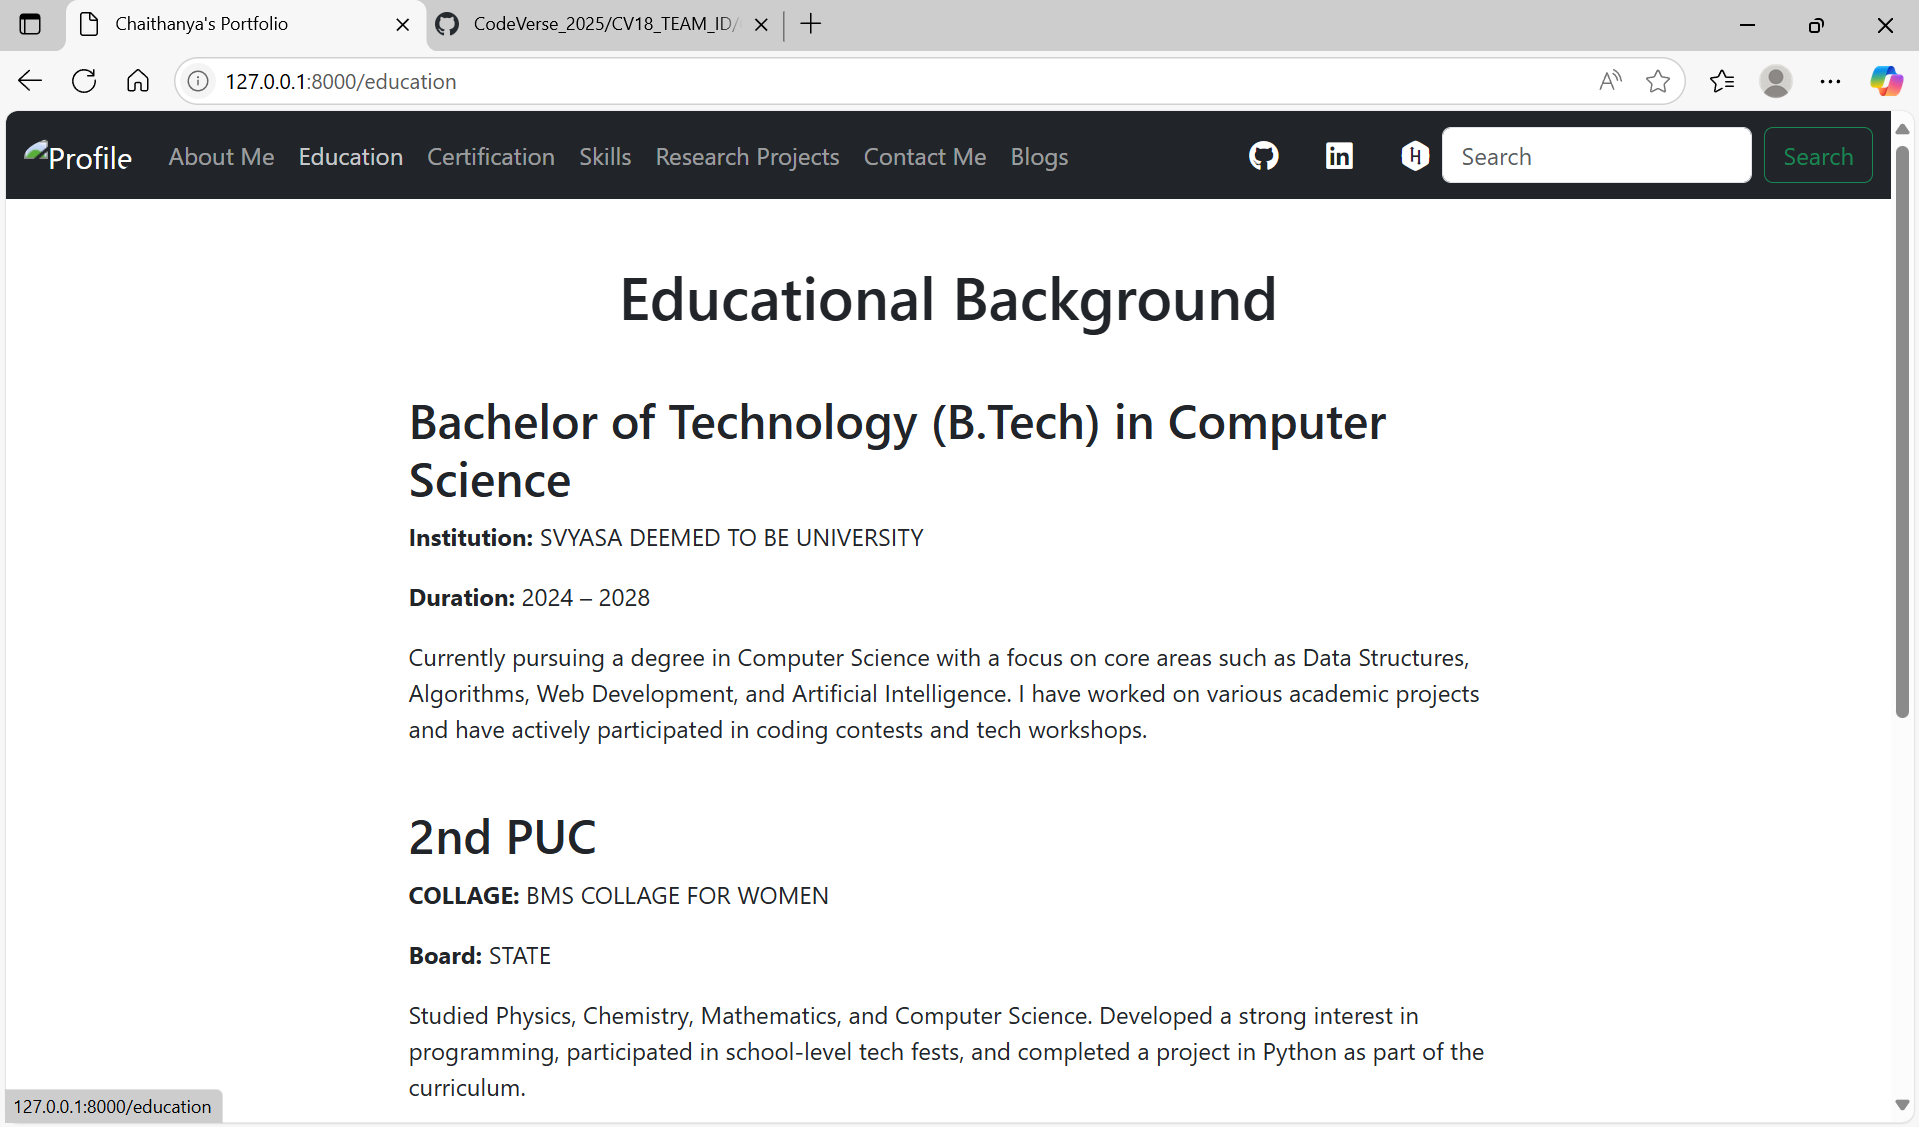 Chaithanya's Portfolio
CodeVerse_2025/CV18_TEAM_ID/
127.0.0.1:8000/education
Profile About Me Education Certification Skills Research Projects Contact Me Blogs Search Search
Educational Background
Bachelor of Technology (B.Tech) in Computer
Science
Institution: SVYASA DEEMED TO BE UNIVERSITY
Duration: 2024 – 2028
Currently pursuing a degree in Computer Science with a focus on core areas such as Data Structures,
Algorithms, Web Development, and Artificial Intelligence. I have worked on various academic projects
and have actively participated in coding contests and tech workshops.
2nd PUC
COLLAGE: BMS COLLAGE FOR WOMEN
Board: STATE
Studied Physics, Chemistry, Mathematics, and Computer Science. Developed a strong interest in
programming, participated in school-level tech fests, and completed a project in Python as part of the
curriculum.
127.0.0.1:8000/education